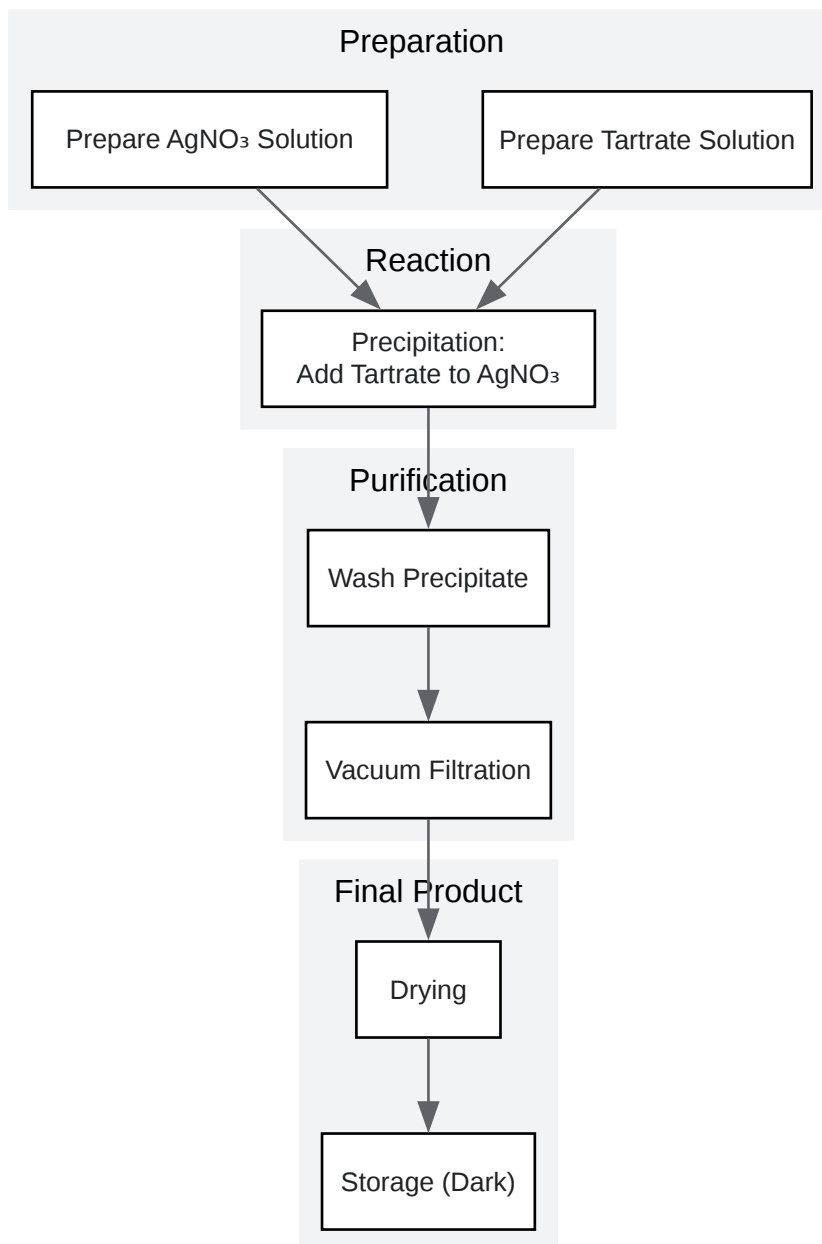 Preparation
Prepare AgNO₃ Solution
Prepare Tartrate Solution
Reaction
Precipitation:
Add Tartrate to AgNO₃
Purification
Wash Precipitate
Vacuum Filtration
Final Product
Drying
Storage (Dark)